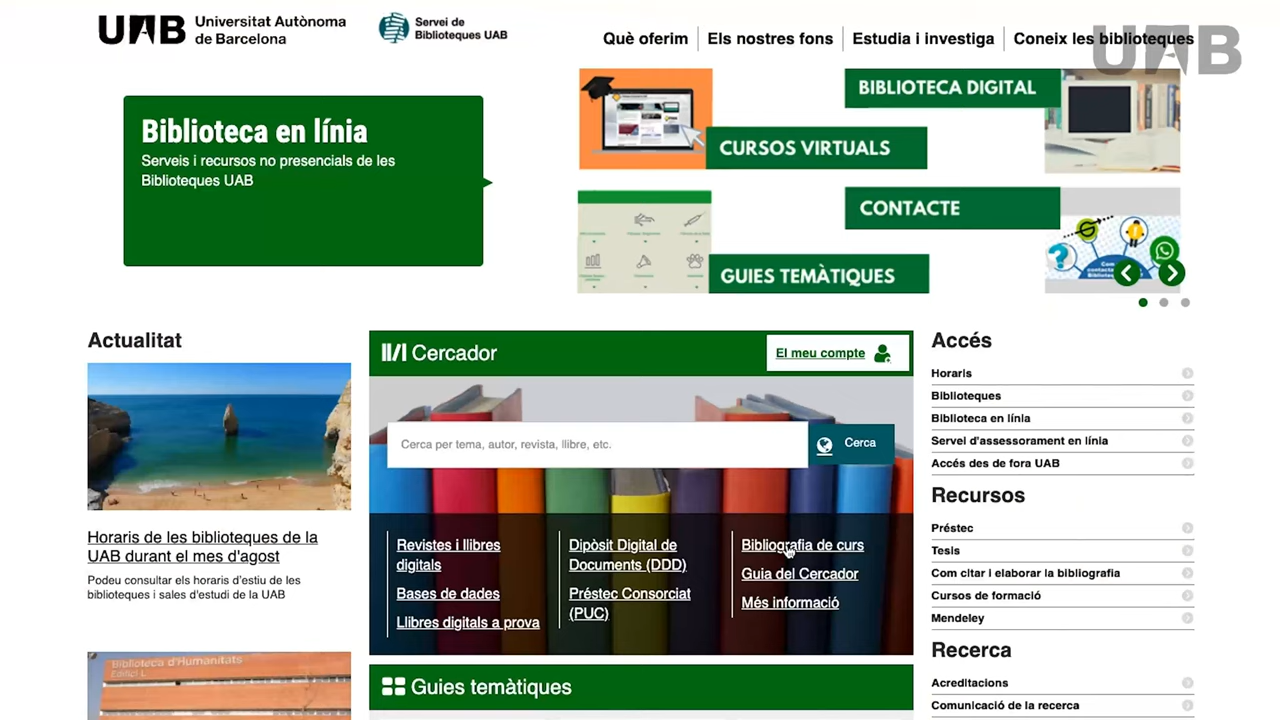 UAB
Universitat Autònoma
de Barcelona
Servei de
Biblioteques UAB
Què oferim
Els nostres fons
Estudia i investiga
Coneix les biblioteques
UAB
Biblioteca en línia
Serveis i recursos no presencials de les
Biblioteques UAB
BIBLIOTECA DIGITAL
CURSOS VIRTUALS
CONTACTE
GUIES TEMÀTIQUES
Actualitat
Horaris de les biblioteques de la
UAB durant el mes d'agost
Podeu consultar els horaris d'estiu de les
biblioteques i sales d'estudi de la UAB
Biblioteca d'Humanitats
Edifici L
Cercador
El meu compte
Cerca per tema, autor, revista, llibre, etc.
Cerca
Revistes i llibres
digitals
Bases de dades
Llibres digitals a prova
Dipòsit Digital de
Documents (DDD)
Préstec Consorciat
(PUC)
Bibliografia de curs
Guia del Cercador
Més informació
Guies temàtiques
Accés
Horaris
Biblioteques
Biblioteca en línia
Servei d'assessorament en línia
Accés des de fora UAB
Recursos
Préstec
Tesis
Com citar i elaborar la bibliografia
Cursos de formació
Mendeley
Recerca
Acreditacions
Comunicació de la recerca